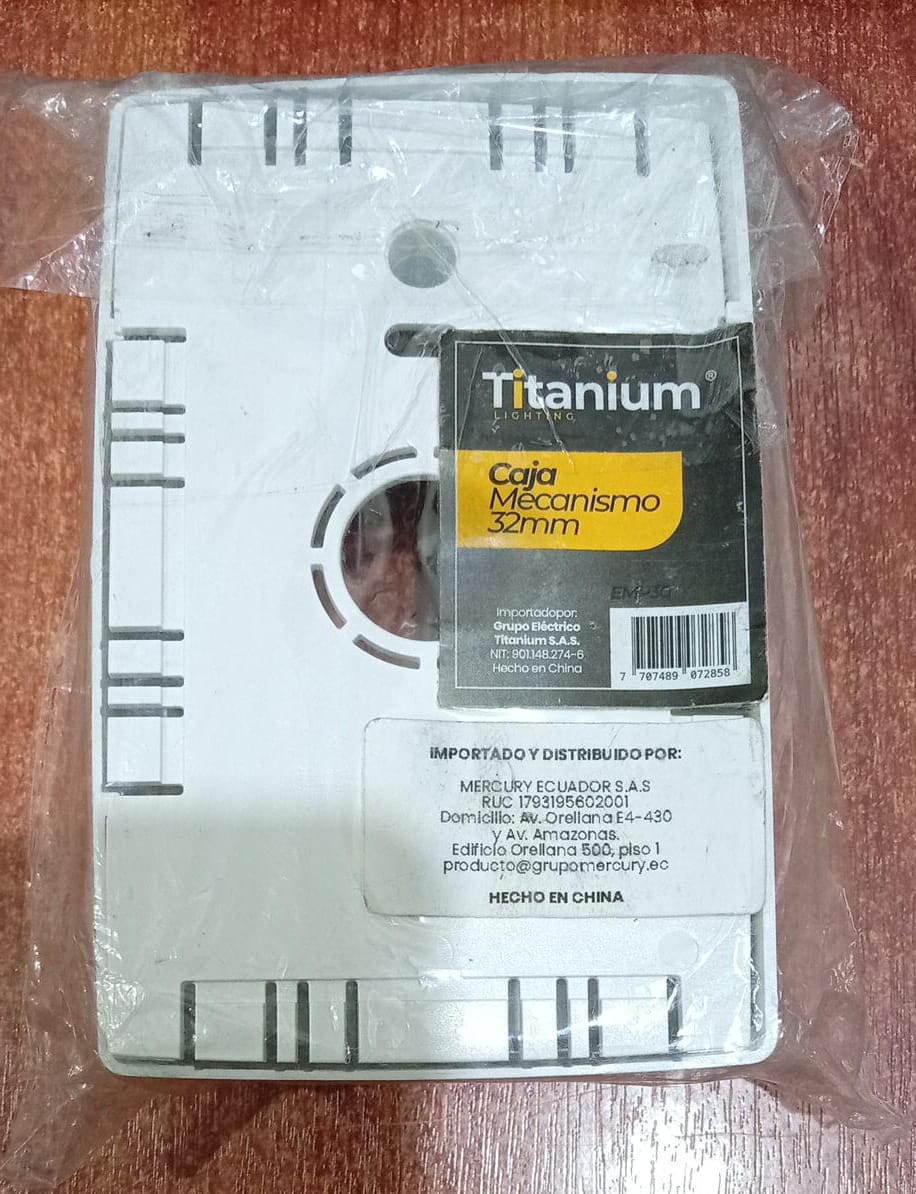 Titanium®
LIGHTING
Caja
Mecanismo
32mm
Importadopor:
Grupo Eléctrico
Titanium S.A.S.
NIT: 901.148.274-6
Hecho en China
7 707489 072858
IMPORTADO Y DISTRIBUIDO POR:
MERCURY ECUADOR S.A.S
RUC 1793195602001
Domicilio: Av. Orellana E4-430
y Av. Amazonas.
Edificio Orellana 500, piso 1
producto@grupomercury.ec
HECHO EN CHINA